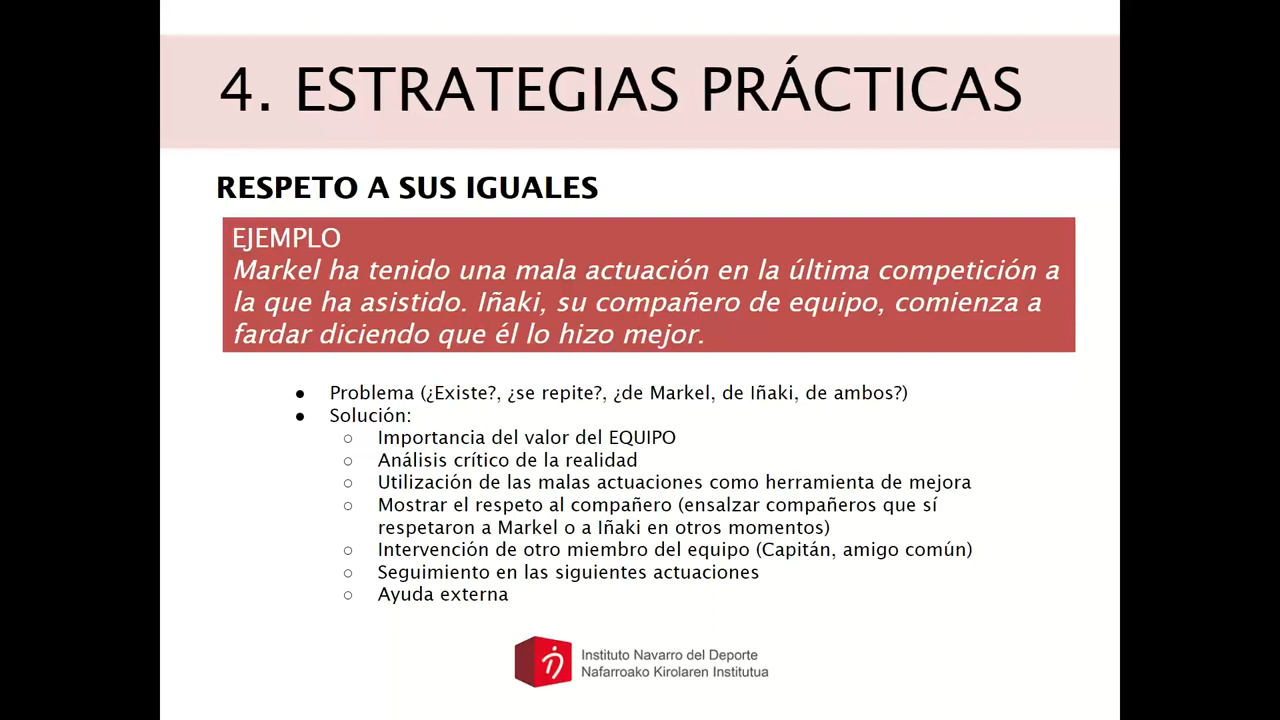 4. ESTRATEGIAS PRÁCTICAS
RESPETO A SUS IGUALES
EJEMPLO
Markel ha tenido una mala actuación en la última competición a
la que ha asistido. Iñaki, su compañero de equipo, comienza a
fardar diciendo que él lo hizo mejor.
● Problema (¿Existe?, ¿se repite?, ¿de Markel, de Iñaki, de ambos?)
● Solución:
○ Importancia del valor del EQUIPO
○ Análisis crítico de la realidad
○ Utilización de las malas actuaciones como herramienta de mejora
○ Mostrar el respeto al compañero (ensalzar compañeros que sí
respetaron a Markel o a Iñaki en otros momentos)
○ Intervención de otro miembro del equipo (Capitán, amigo común)
○ Seguimiento en las siguientes actuaciones
○ Ayuda externa
Instituto Navarro del Deporte
Nafarroako Kirolaren Institutua